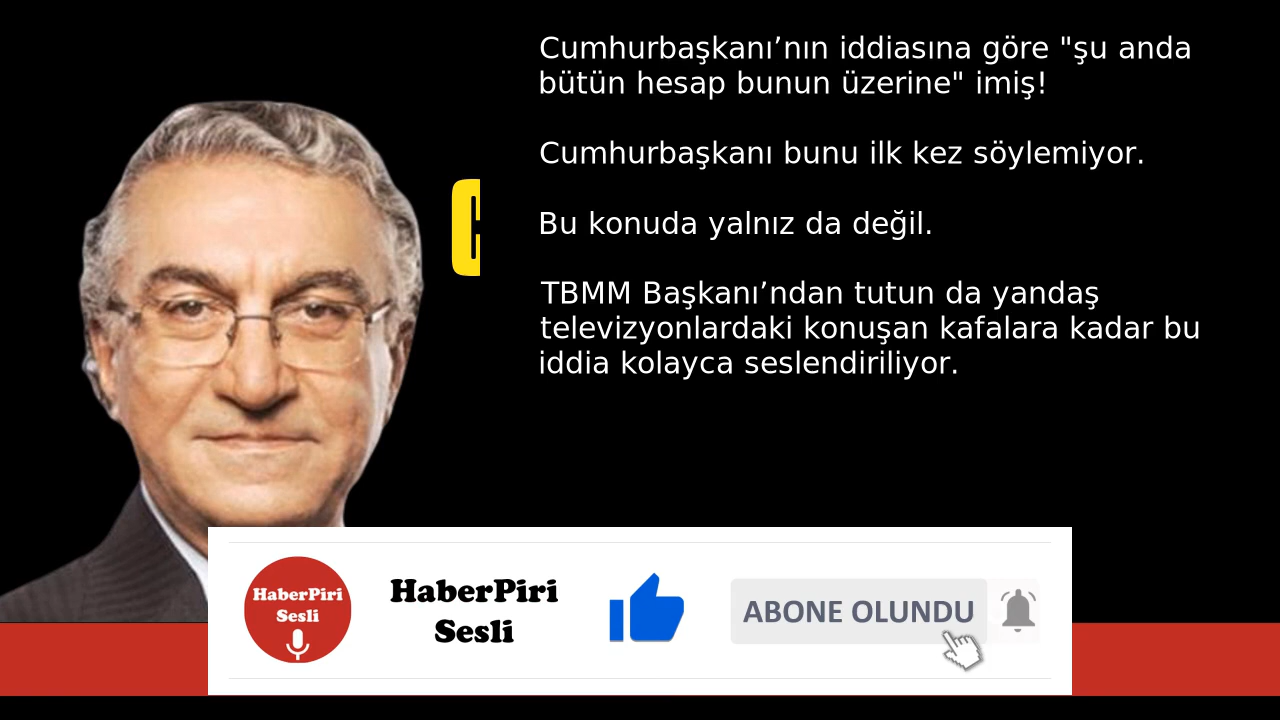 Cumhurbaşkanı’nın iddiasına göre "şu anda
bütün hesap bunun üzerine" imiş!
Cumhurbaşkanı bunu ilk kez söylemiyor.
Bu konuda yalnız da değil.
TBMM Başkanı’ndan tutun da yandaş
televizyonlardaki konuşan kafalara kadar bu
iddia kolayca seslendiriliyor.
HaberPiri
Sesli
HaberPiri
Sesli
ABONE OLUNDU